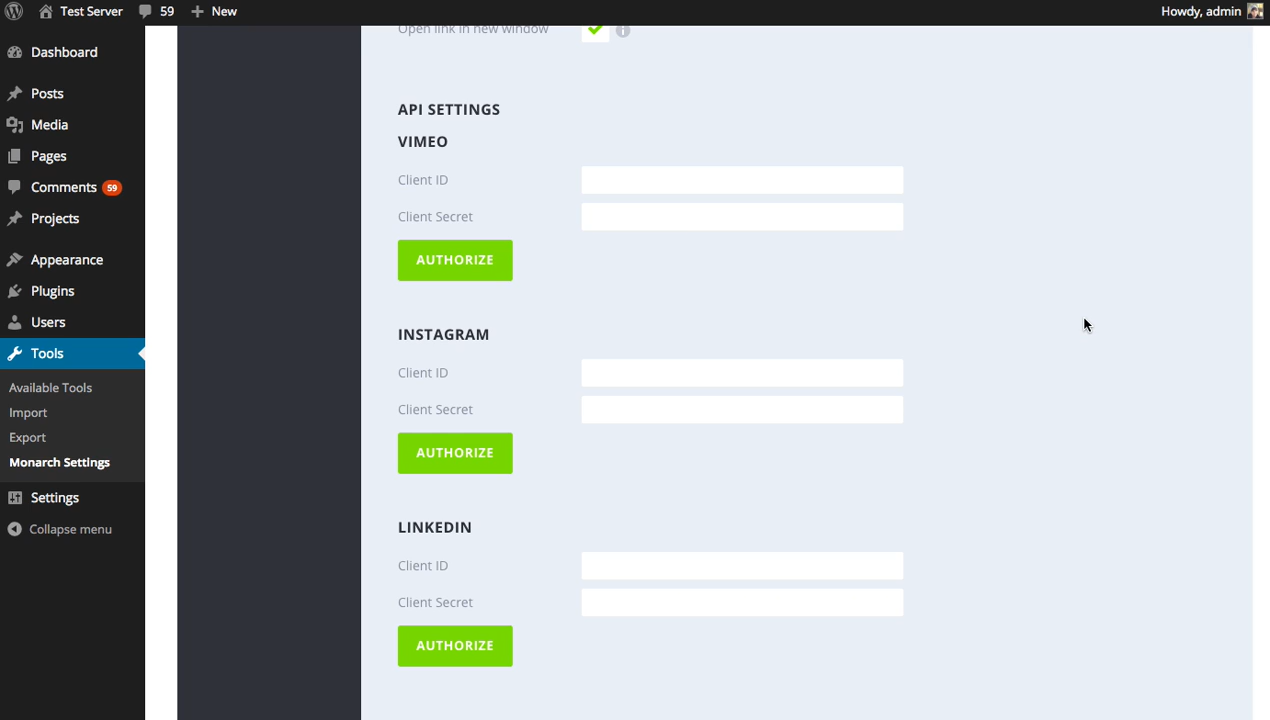 Test Server
59
New
Howdy, admin
Dashboard
Posts
Media
Pages
Comments 59
Projects
Appearance
Plugins
Users
Tools
Available Tools
Import
Export
Monarch Settings
Settings
Collapse menu
Open link in new window
API SETTINGS
VIMEO
Client ID
Client Secret
AUTHORIZE
INSTAGRAM
Client ID
Client Secret
AUTHORIZE
LINKEDIN
Client ID
Client Secret
AUTHORIZE